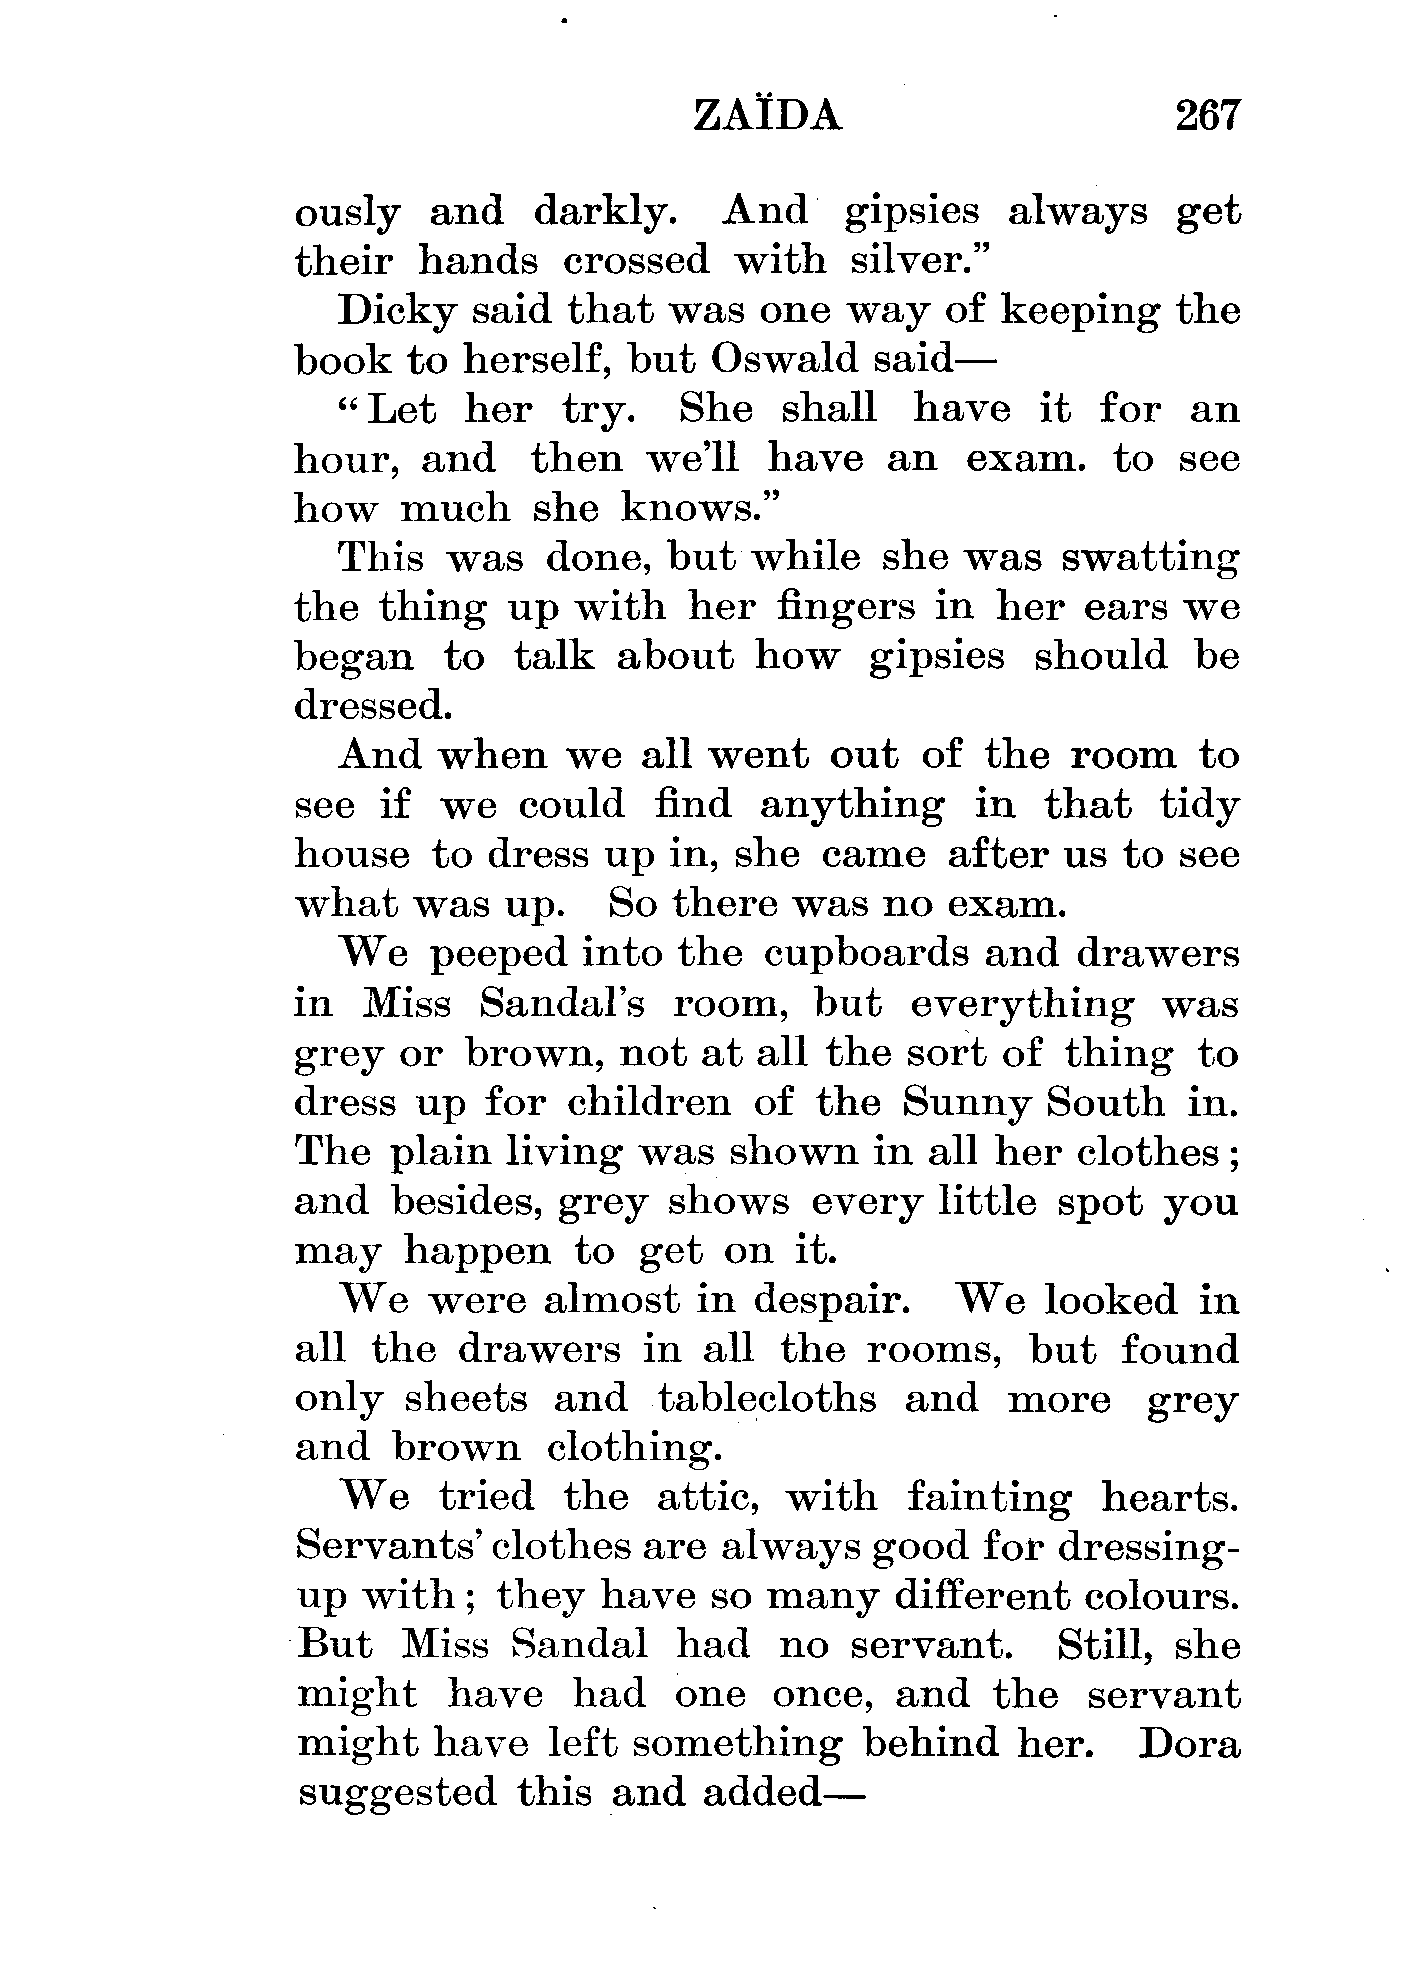 ZAÏDA 267
ously and darkly. And gipsies always get
their hands crossed with silver.”
Dicky said that was one way of keeping the
book to herself, but Oswald said—
“Let her try. She shall have it for an
hour, and then we’ll have an exam. to see
how much she knows.”
This was done, but while she was swatting
the thing up with her fingers in her ears we
began to talk about how gipsies should be
dressed.
And when we all went out of the room to
see if we could find anything in that tidy
house to dress up in, she came after us to see
what was up. So there was no exam.
We peeped into the cupboards and drawers
in Miss Sandal’s room, but everything was
grey or brown, not at all the sort of thing to
dress up for children of the Sunny South in.
The plain living was shown in all her clothes;
and besides, grey shows every little spot you
may happen to get on it.
We were almost in despair. We looked in
all the drawers in all the rooms, but found
only sheets and tablecloths and more grey
and brown clothing.
We tried the attic, with fainting hearts.
Servants’ clothes are always good for dressing-
up with; they have so many different colours.
But Miss Sandal had no servant. Still, she
might have had one once, and the servant
might have left something behind her. Dora
suggested this and added—